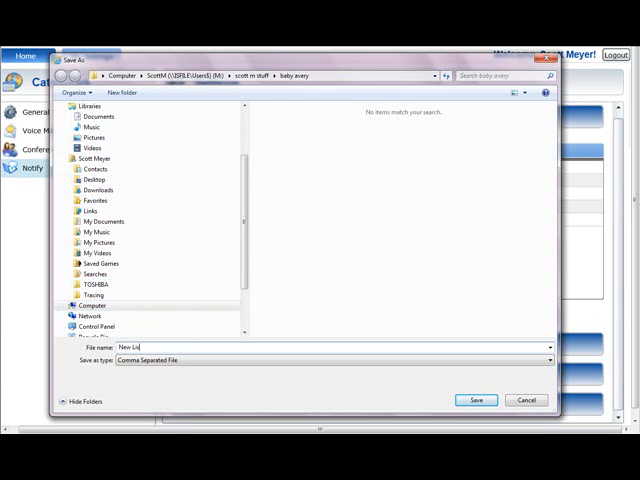 Home
Scott Meyer!
Logout
Save As
Computer ▸ ScottM (\\JSFILE\Users$) (M:) ▸ scott m stuff ▸ baby avery
Search baby avery
Organize
New folder
Libraries
Documents
Music
Pictures
Videos
Scott Meyer
Contacts
Desktop
Downloads
Favorites
Links
My Documents
My Music
My Pictures
My Videos
Saved Games
Searches
TOSHIBA
Tracing
Computer
Network
Control Panel
No items match your search.
Cat
General
Voice M
Confere
Notify
File name: New Lis
Save as type: Comma Separated File
Hide Folders
Save
Cancel